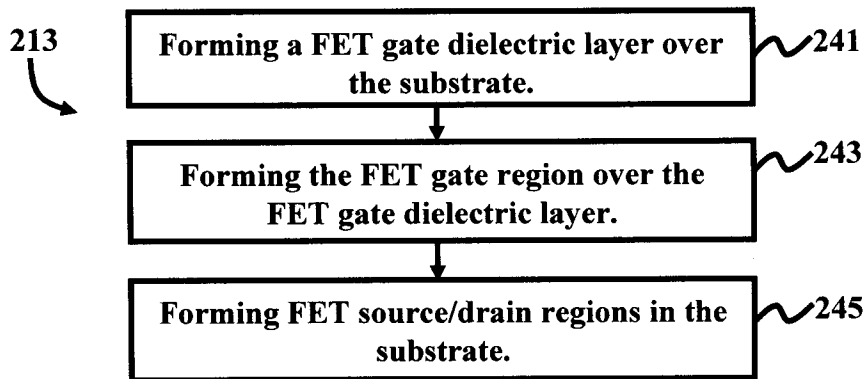 213
Forming a FET gate dielectric layer over
the substrate.
241
Forming the FET gate region over the
FET gate dielectric layer.
243
Forming FET source/drain regions in the
substrate.
245